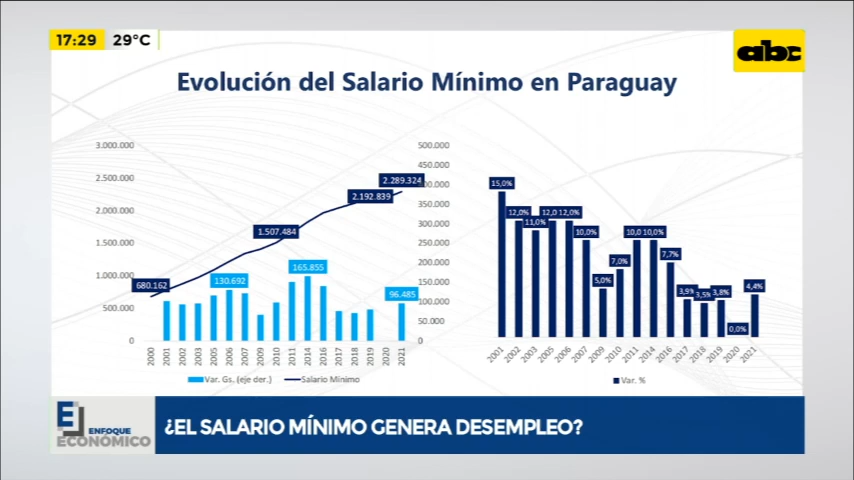 17:29 29°C
abc
Evolución del Salario Mínimo en Paraguay
3.000.000
2.500.000
2.000.000
1.500.000
1.000.000
500.000
0
680.162
130.692
1.507.484
165.855
2.192.839
2.289.324
96.485
500.000
450.000
400.000
350.000
300.000
250.000
200.000
150.000
100.000
50.000
0
2000 2001 2002 2003 2005 2006 2007 2009 2010 2011 2014 2016 2017 2018 2019 2020 2021
Var. Gs. (eje der.) Salario Mínimo
15,0% 12,0% 11,0% 12,0 12,0% 10,0% 5,0% 7,0% 10,0 10,0% 7,7% 3,9% 3,5% 3,8% 0,0% 4,4%
2001 2002 2003 2005 2006 2007 2009 2010 2011 2014 2016 2017 2018 2019 2020 2021
Var. %
E
ENFOQUE
ECONÓMICO
¿EL SALARIO MÍNIMO GENERA DESEMPLEO?